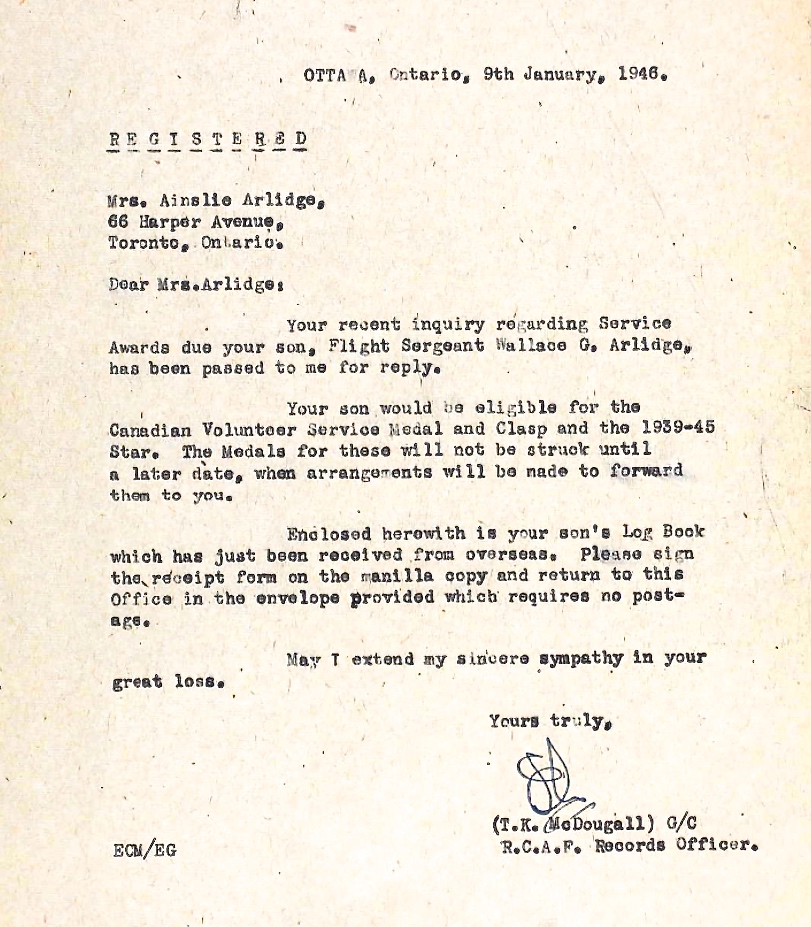 OTTAWA, Ontario, 9th January, 1946.
REGISTERED
Mrs. Ainslie Arlidge,
66 Harper Avenue,
Toronto, Ontario.
Dear Mrs.Arlidge:
Your recent inquiry regarding Service
Awards due your son, Flight Sergeant Wallace G. Arlidge,
has been passed to me for reply.
Your son would be eligible for the
Canadian Volunteer Service Medal and Clasp and the 1939-45
Star. The Medals for these will not be struck until
a later date, when arrangements will be made to forward
them to you.
Enclosed herewith is your son's Log Book
which has just been received from overseas. Please sign
the receipt form on the manilla copy and return to this
Office in the envelope provided which requires no post-
age.
May I extend my sincere sympathy in your
great loss.
Yours truly,
(T.K. McDougall) G/C
R.C.A.F. Records Officer.
ECM/EG